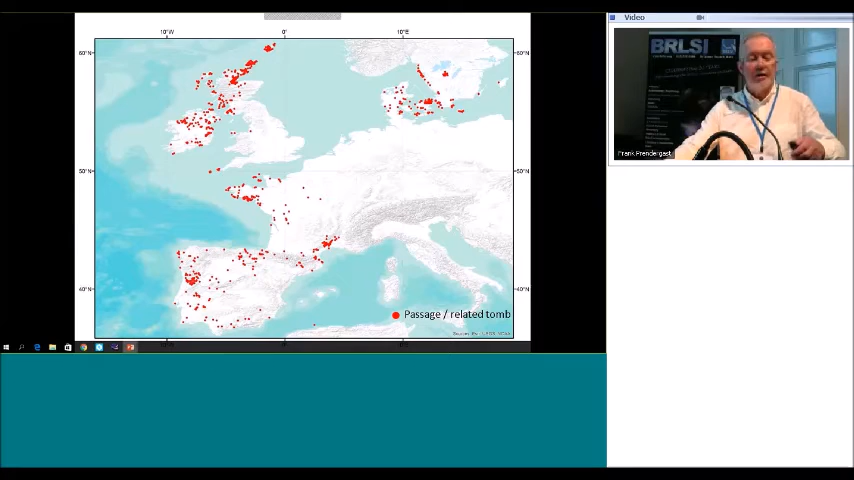 10°W
0°
10°E
60°N
60°N
50°N
50°N
40°N
40°N
Passage / related tomb
Video
BRLSI
Frank Prendergast